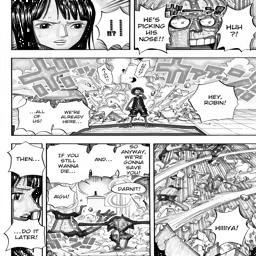 HUH
?!
HE'S
PICKING
HIS
NOSE!!
HEY,
ROBIN!
WE'RE
ALREADY
HERE...
...ALL
OF
US!
HIIIYA!
SO
ANYWAY,
WE'RE
GONNA
SAVE
YOU!
DARNIT!
AND...
IF YOU
STILL
WANNA
DIE...
AIGH!
THEN...
...DO IT
LATER!